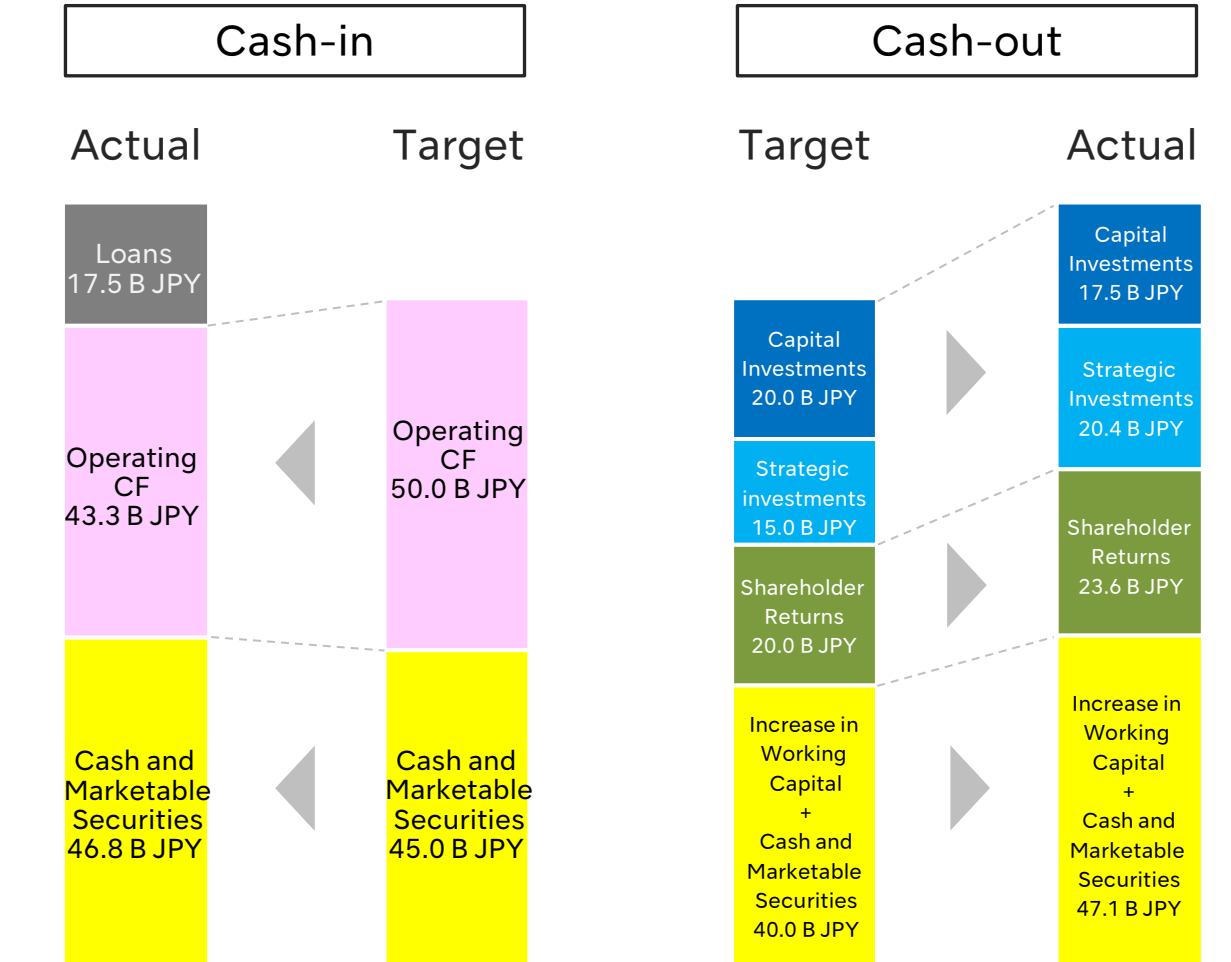 Cash-in
Cash-out
Actual
Target
Target
Actual
Loans
17.5 B JPY
Operating
CF
43.3 B JPY
Cash and
Marketable
Securities
46.8 B JPY
Operating
CF
50.0 B JPY
Cash and
Marketable
Securities
45.0 B JPY
Capital
Investments
20.0 B JPY
Strategic
investments
15.0 B JPY
Shareholder
Returns
20.0 B JPY
Increase in
Working
Capital
+
Cash and
Marketable
Securities
40.0 B JPY
Capital
Investments
17.5 B JPY
Strategic
Investments
20.4 B JPY
Shareholder
Returns
23.6 B JPY
Increase in
Working
Capital
+
Cash and
Marketable
Securities
47.1 B JPY